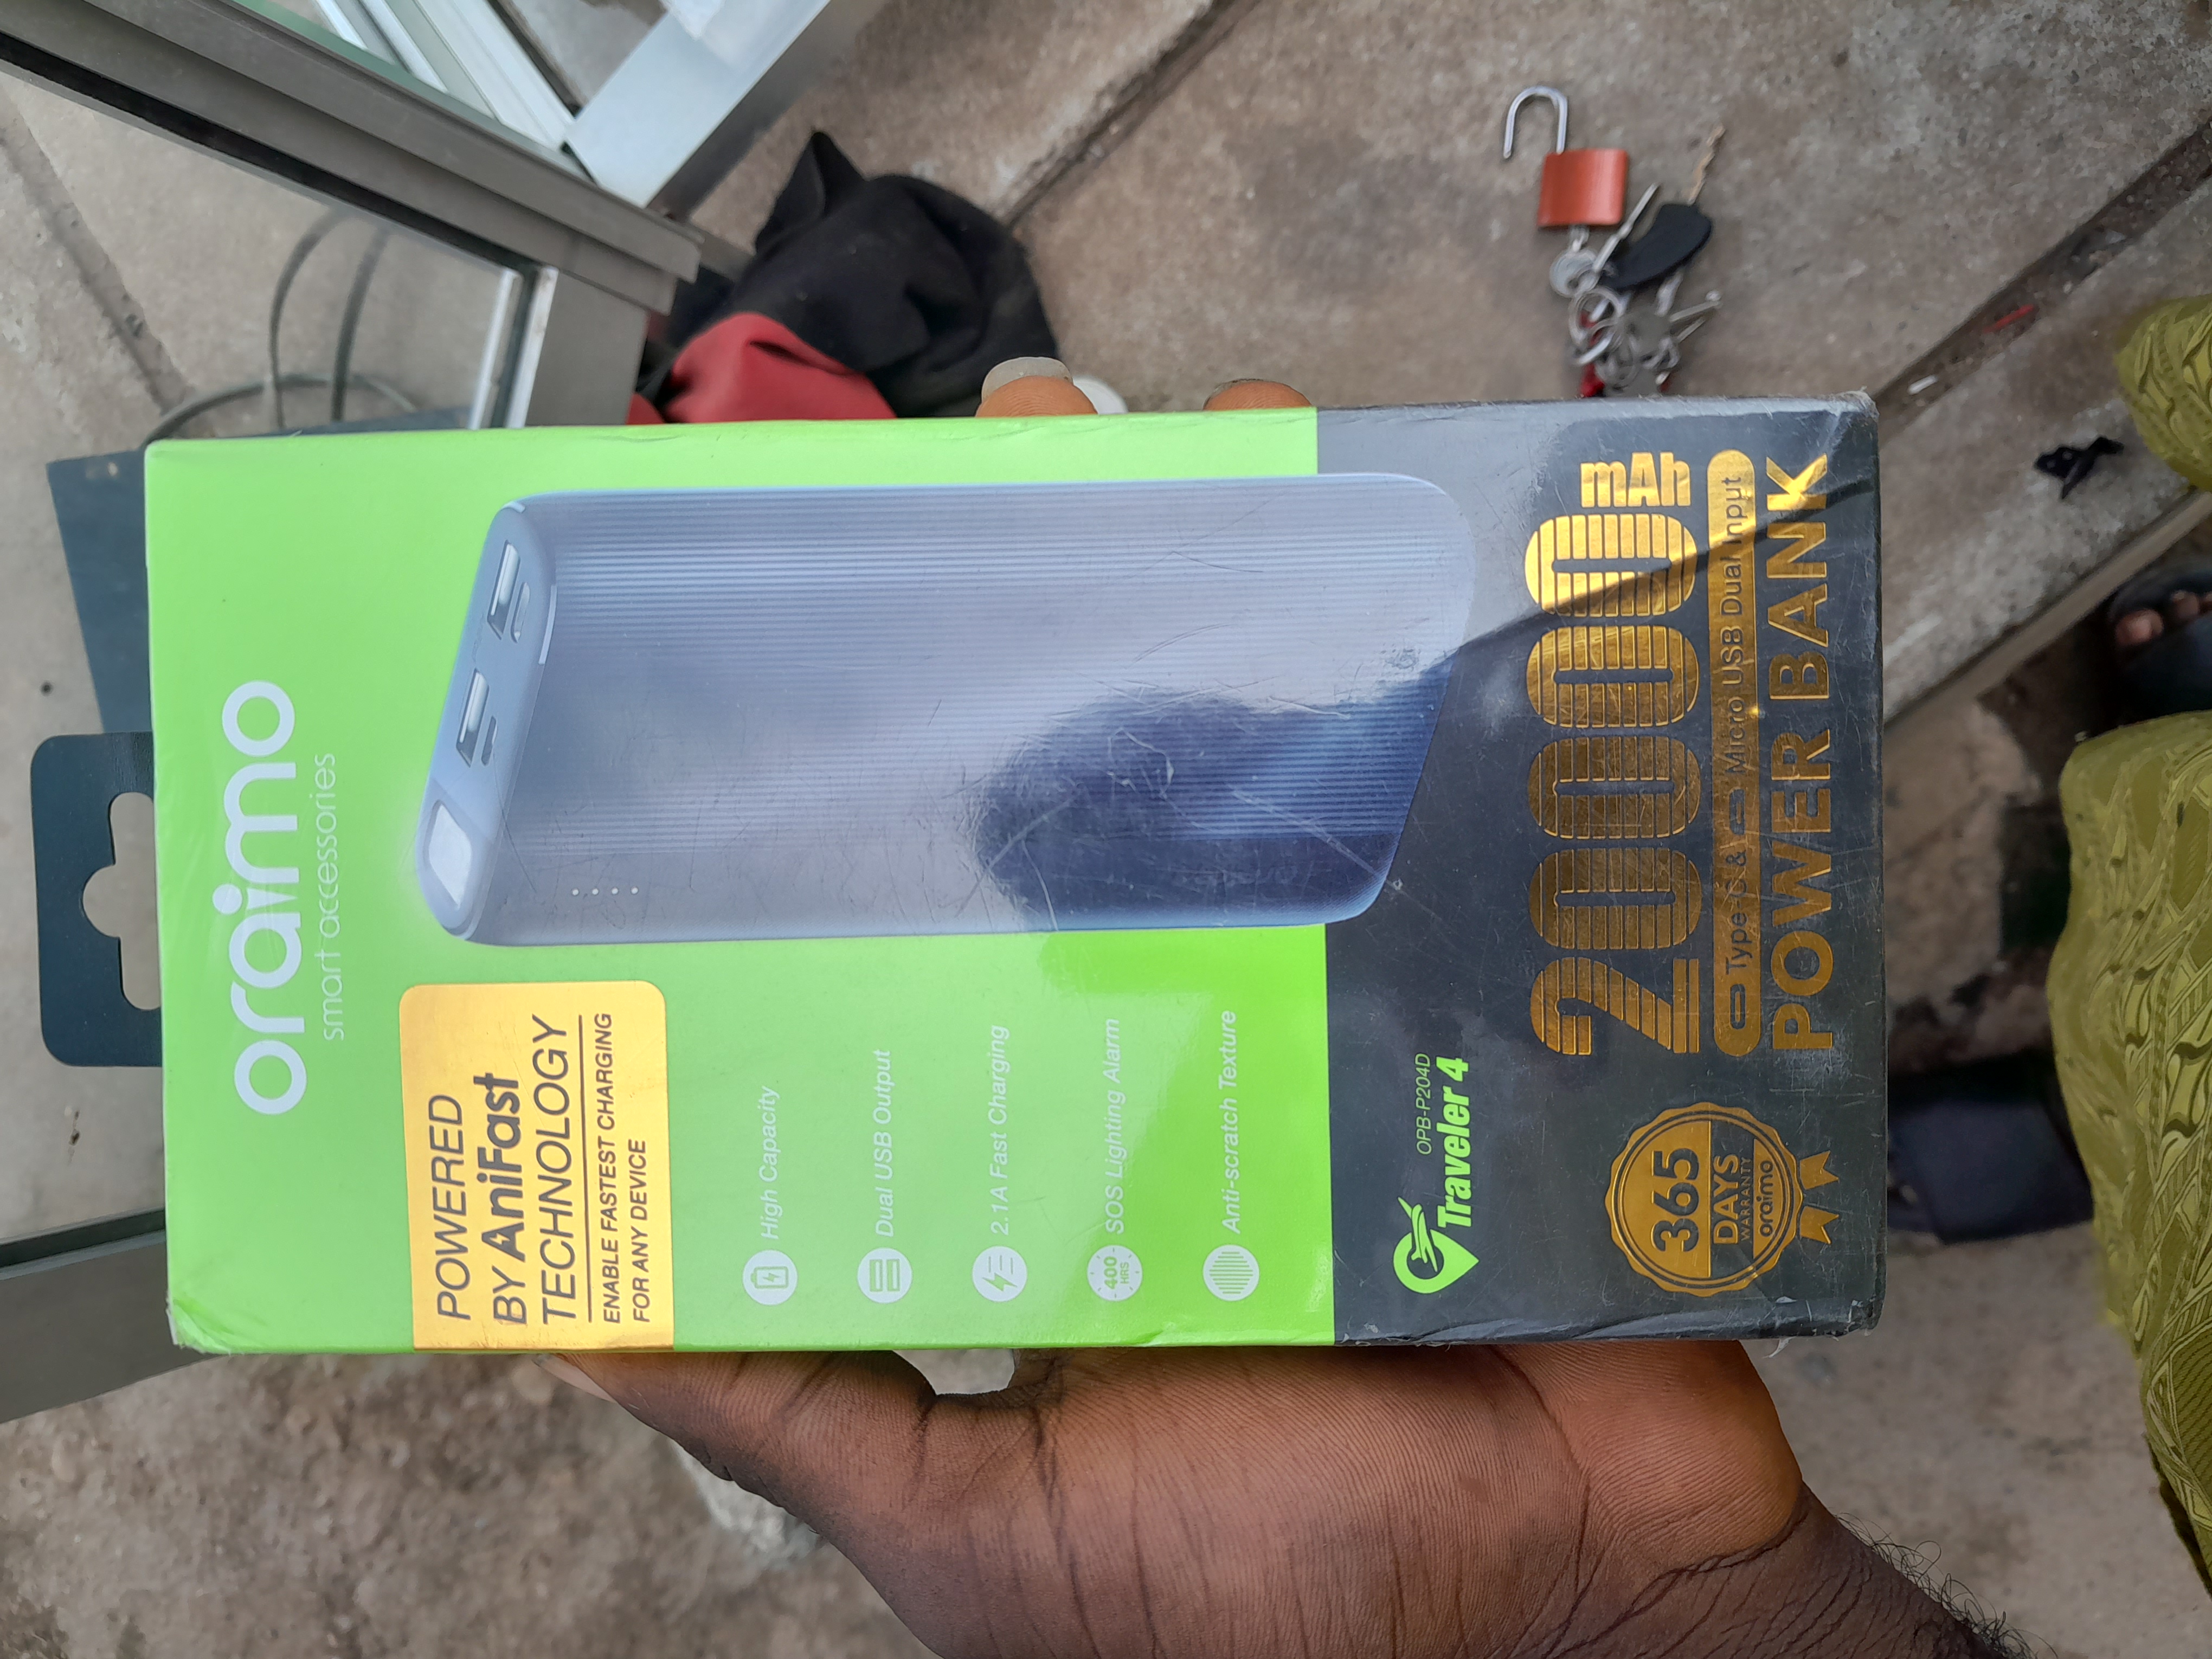 oraimo
smart accessories
POWERED
BY AniFast
TECHNOLOGY
ENABLE FASTEST CHARGING
FOR ANY DEVICE
High Capacity
Dual USB Output
2.1A Fast Charging
400
HRS
SOS Lighting Alarm
Anti-scratch Texture
OPB-P204D
Traveler 4
20000 mAh
Type-C & Micro USB Dual Input
POWER BANK
365
DAYS
WARRANTY
oraimo